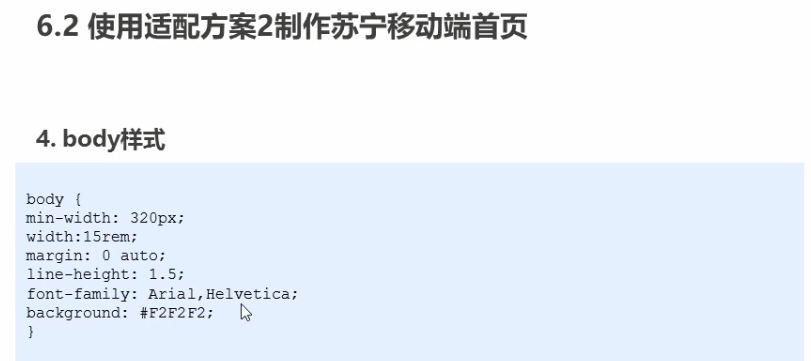 6.2 使用适配方案2制作苏宁移动端首页
4. body样式
body {
min-width: 320px;
width:15rem;
margin: 0 auto;
line-height: 1.5;
font-family: Arial,Helvetica;
background: #F2F2F2;
}